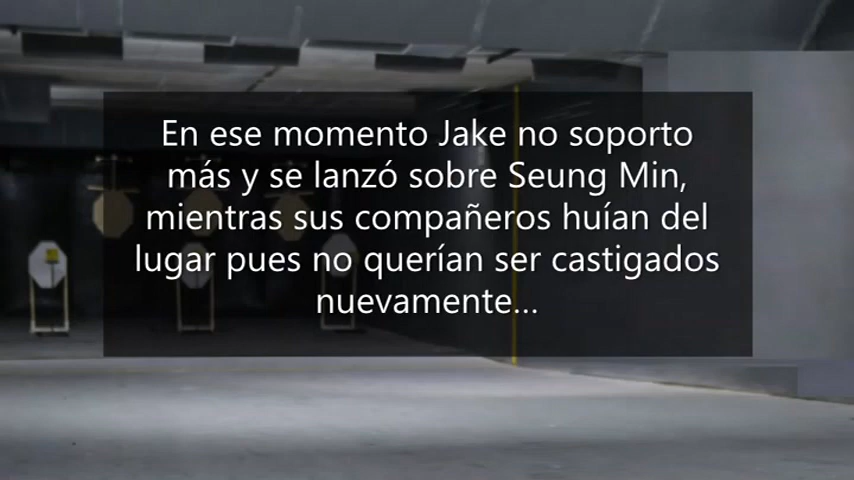 En ese momento Jake no soporto
más y se lanzó sobre Seung Min,
mientras sus compañeros huían del
lugar pues no querían ser castigados
nuevamente...